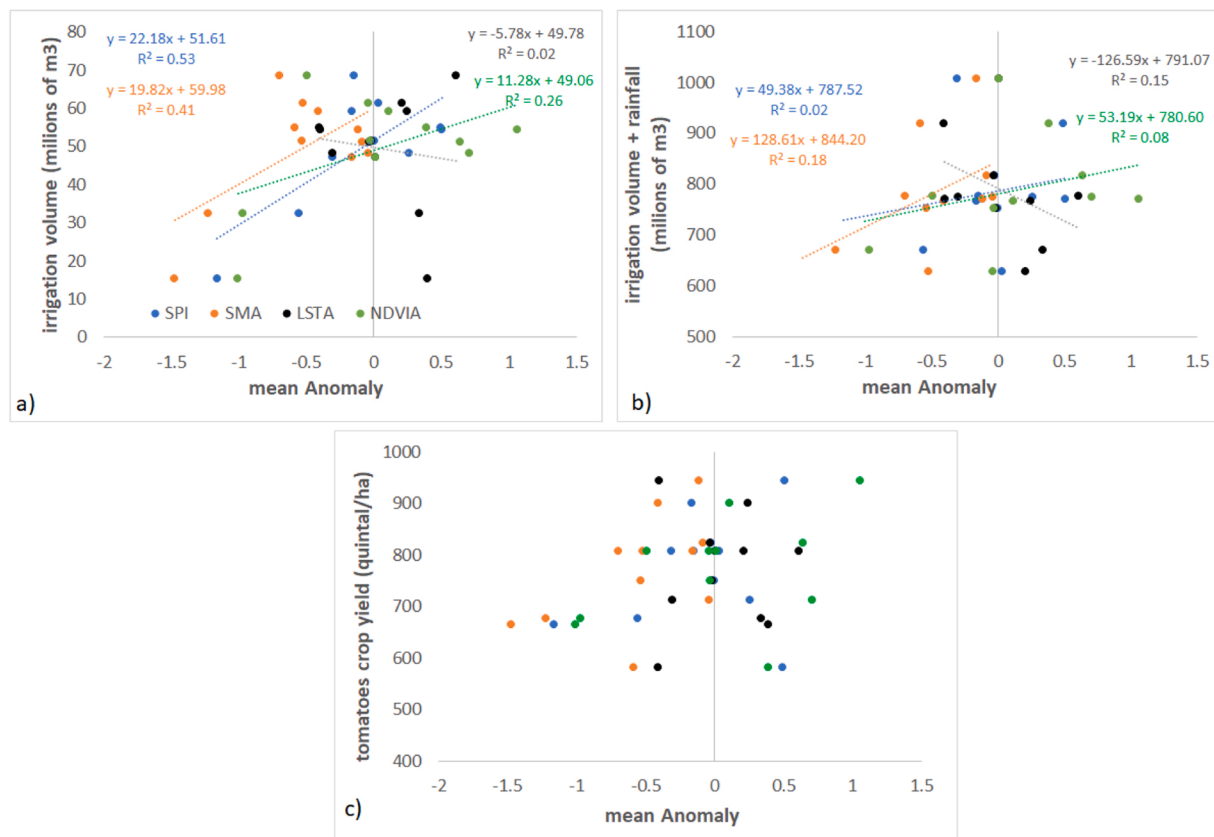 y = 22.18x + 51.61
R² = 0.53
y = -5.78x + 49.78
R² = 0.02
19.82x + 59.98
R² = 0.41
y = 11.28x + 49.06
R² = 0.26
irrigation volume (milions of m3)
80
70
60
50
40
30
20
10
0
SPI SMA LSTA NDVIA
-2 -1.5 -1 -0.5 0 0.5 1 1.5
mean Anomaly
a)
y = -126.59x + 791.07
R² = 0.15
y = 49.38x + 787.52
R² = 0.02
y = 53.19x + 780.60
R² = 0.08
y = 128.61x + 844.20
R² = 0.18
irrigation volume + rainfall
(milions of m3)
1100
1000
900
800
700
600
500
-2 -1.5 -1 -0.5 0 0.5 1 1.5
mean Anomaly
b)
tomatoes crop yield (quintal/ha)
1000
900
800
700
600
500
400
-2 -1.5 -1 -0.5 0 0.5 1 1.5
mean Anomaly
c)